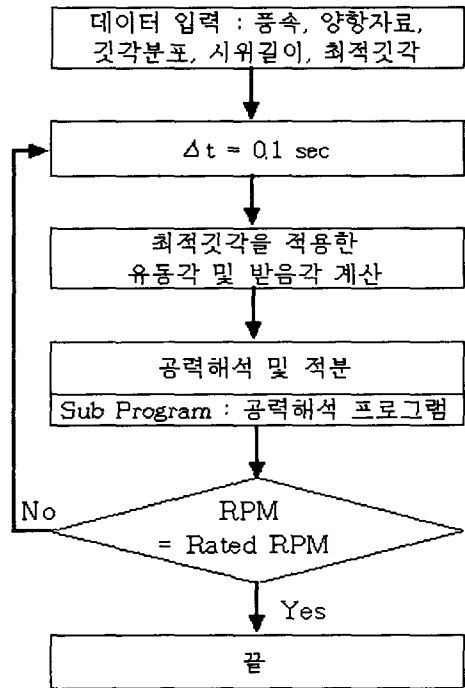 데이터 입력 : 풍속, 양항자료,
깃각분포, 시위길이, 최적깃각
Δt = 0.1 sec
최적깃각을 적용한
유동각 및 받음각 계산
공력해석 및 적분
Sub Program : 공력해석 프로그램
RPM
= Rated RPM
No
Yes
끝